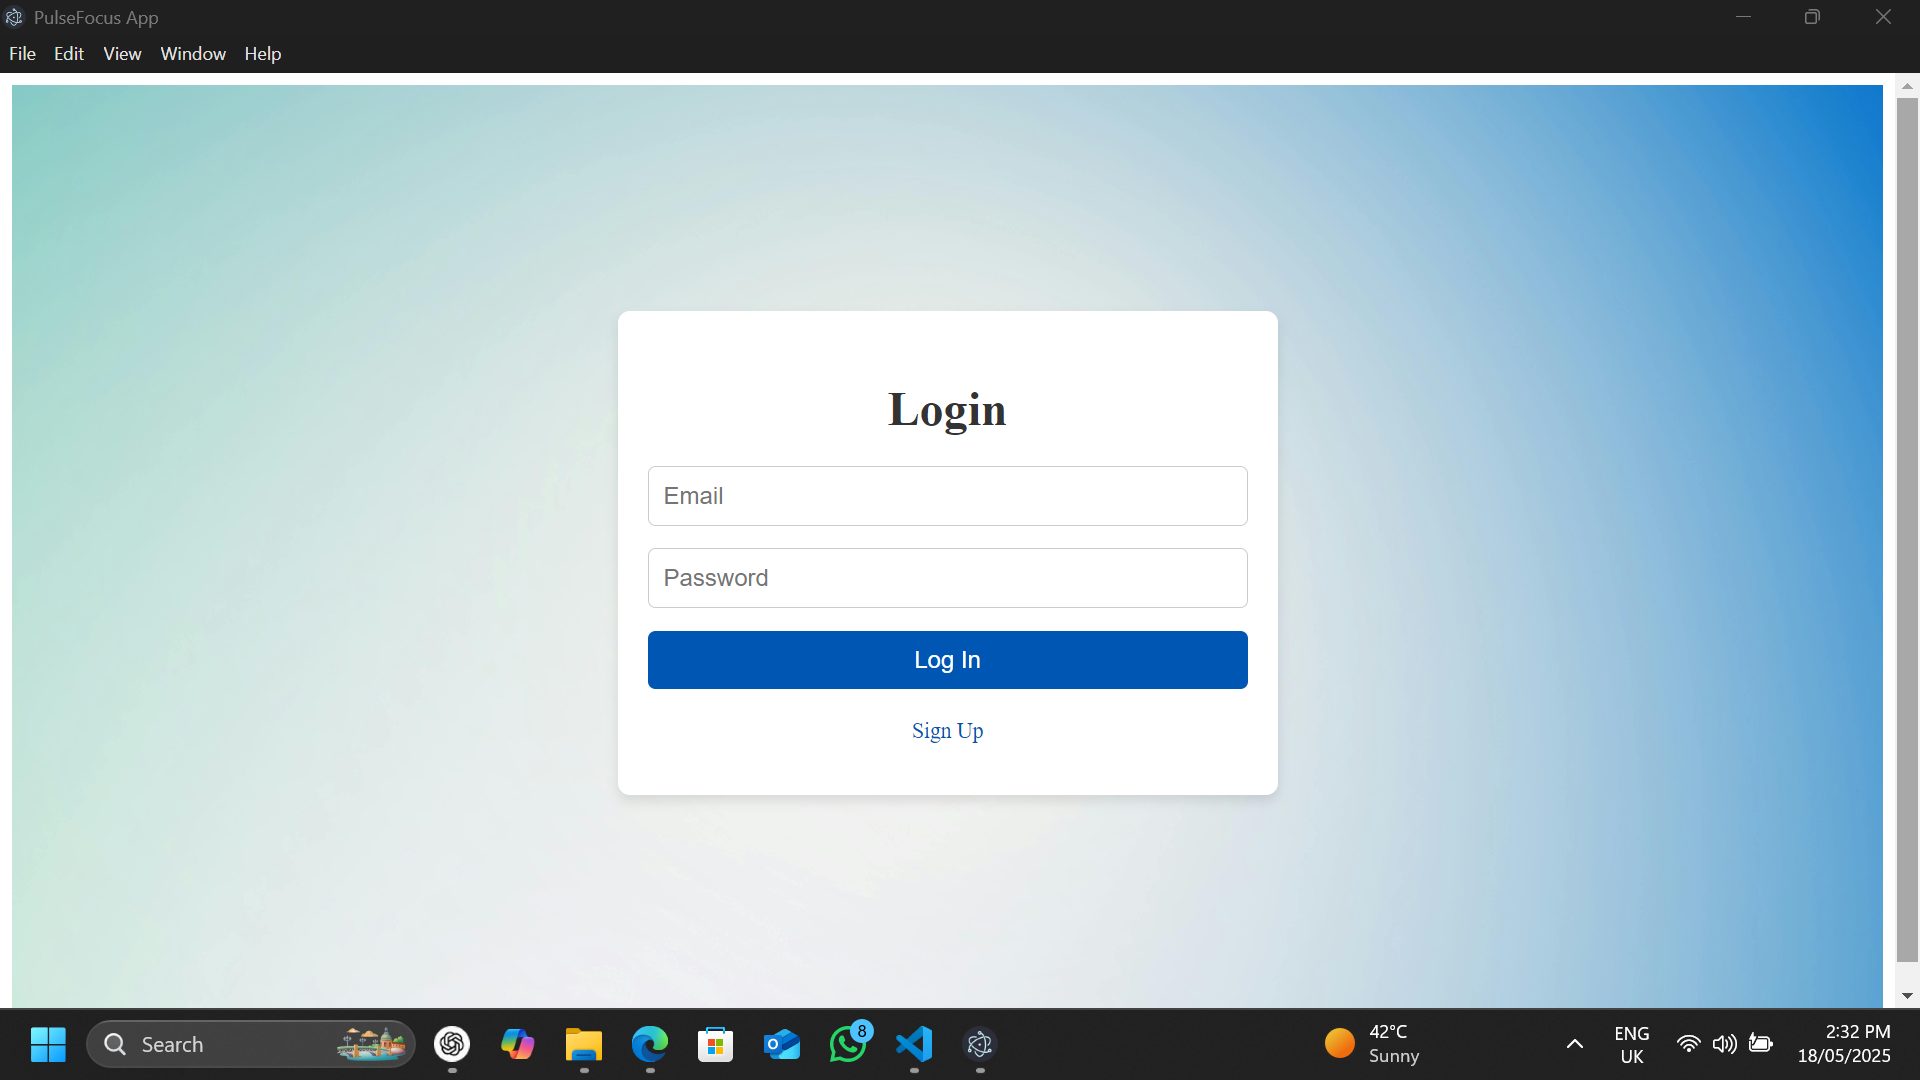 PulseFocus App
File Edit View Window Help
Login
Email
Password
Log In
Sign Up
Search
8
42°C
Sunny
ENG
UK
2:32 PM
18/05/2025